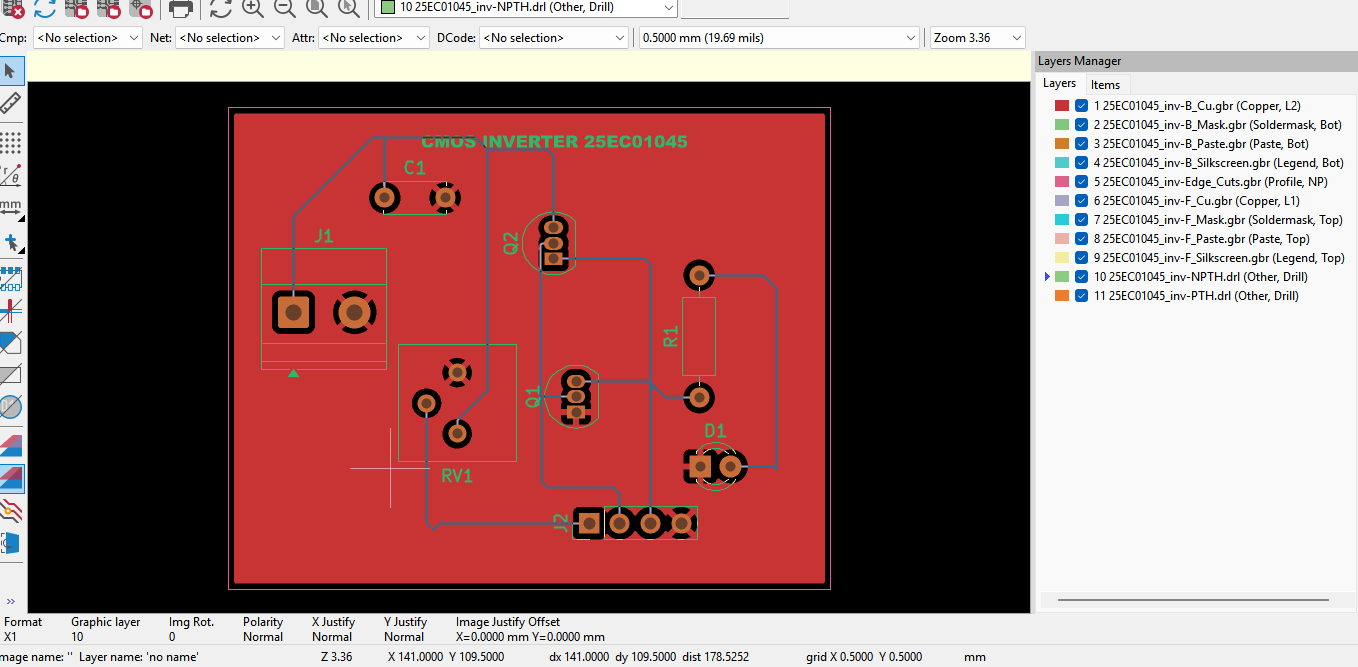 10 25EC01045_inv-NPTH.drl (Other, Drill)
Cmp: <No selection> Net: <No selection> Attr: <No selection> DCode: <No selection> 0.5000 mm (19.69 mils) Zoom 3.36
Layers Manager
Layers Items
1 25EC01045_inv-B_Cu.gbr (Copper, L2)
2 25EC01045_inv-B_Mask.gbr (Soldermask, Bot)
3 25EC01045_inv-B_Paste.gbr (Paste, Bot)
4 25EC01045_inv-B_Silkscreen.gbr (Legend, Bot)
5 25EC01045_inv-Edge_Cuts.gbr (Profile, NP)
6 25EC01045_inv-F_Cu.gbr (Copper, L1)
7 25EC01045_inv-F_Mask.gbr (Soldermask, Top)
8 25EC01045_inv-F_Paste.gbr (Paste, Top)
9 25EC01045_inv-F_Silkscreen.gbr (Legend, Top)
10 25EC01045_inv-NPTH.drl (Other, Drill)
11 25EC01045_inv-PTH.drl (Other, Drill)
mm
CMOS INVERTER 25EC01045
C1
J1
Q2
R1
Q1
D1
RV1
J2
»
Format Graphic layer Img Rot. Polarity X Justify Y Justify Image Justify Offset
X1 10 0 Normal Normal Normal X=0.0000 mm Y=0.0000 mm
mage name: '' Layer name: 'no name' Z 3.36 X 141.0000 Y 109.5000 dx 141.0000 dy 109.5000 dist 178.5252 grid X 0.5000 Y 0.5000 mm